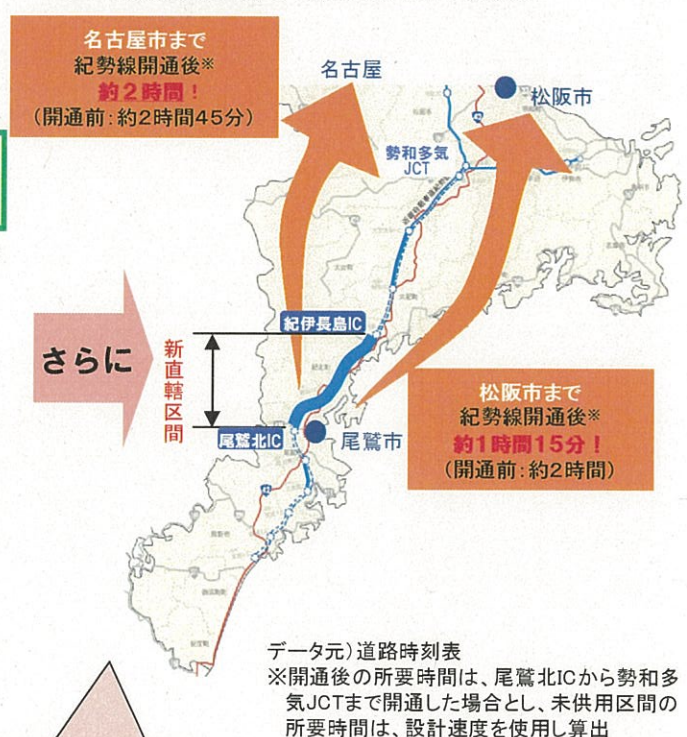 名古屋市まで
紀勢線開通後※
約2時間！
（開通前：約2時間45分）
名古屋
松阪市
勢和多気
JCT
紀伊長島IC
さらに
新直轄区間
尾鷲北IC
尾鷲市
松阪市まで
紀勢線開通後※
約1時間15分！
（開通前：約2時間）
42
42
データ元）道路時刻表
※開通後の所要時間は、尾鷲北ICから勢和多
気JCTまで開通した場合とし、未供用区間の
所要時間は、設計速度を使用し算出